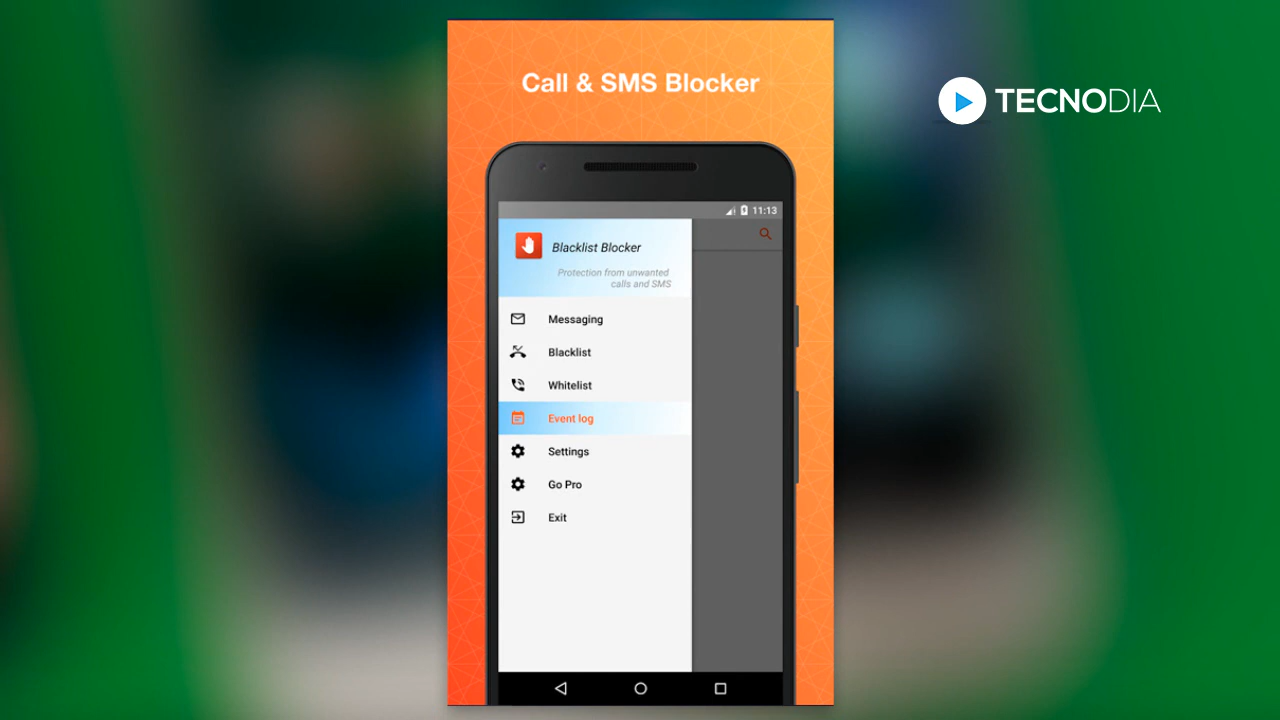 Call & SMS Blocker
TECNODIA
11:13
Blacklist Blocker
Protection from unwanted
calls and SMS
Messaging
Blacklist
Whitelist
Event log
Settings
Go Pro
Exit